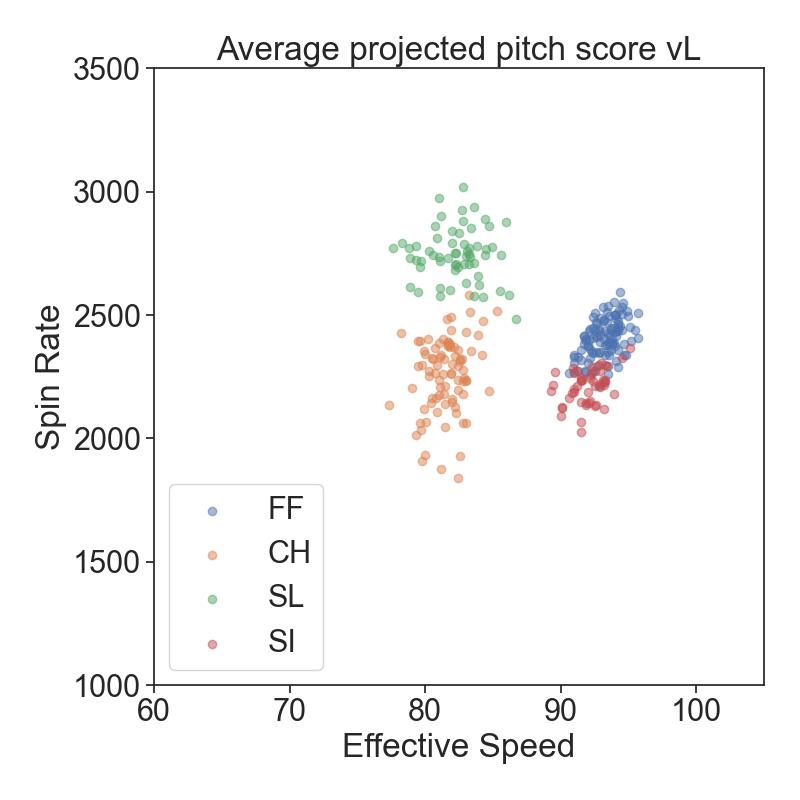 Average projected pitch score vL
3500
3000
2500
2000
1500
1000
Spin Rate
FF
CH
SL
SI
60
70
80
90
100
Effective Speed